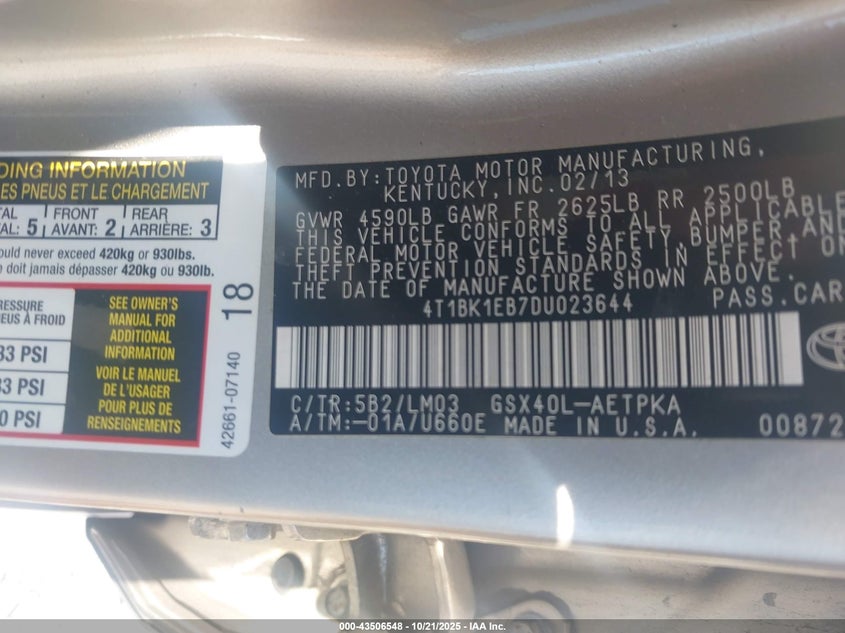 DING INFORMATION
LES PNEUS ET LE CHARGEMENT
TAL 5 FRONT 2 REAR 3
AL: AVANT: ARRIÈRE:
ould never exceed 420kg or 930lbs.
e doit jamais dépasser 420kg ou 930lb.
RESSURE
EUS À FROID
33 PSI
33 PSI
0 PSI
SEE OWNER'S
MANUAL FOR
ADDITIONAL
INFORMATION
VOIR LE MANUEL
DE L'USAGER
POUR PLUS DE
RENSEIGNEMENTS
18
42661-07140
MFD.BY:TOYOTA MOTOR MANUFACTURING,
KENTUCKY,INC.02/13
GVWR 4590LB GAWR FR 2625LB RR 2500LB
THIS VEHICLE CONFORMS TO ALL APPLICABLE
FEDERAL MOTOR VEHICLE SAFETY,BUMPER,AND
THEFT PREVENTION STANDARDS IN EFFECT ON
THE DATE OF MANUFACTURE SHOWN ABOVE.
4T1BK1EB7DU023644 PASS.CAR
C/TR:5B2/LM03 GSX40L-AETPKA
A/TM:-01A/U660E MADE IN U.S.A. 00872
000-43506548 - 10/21/2025 - IAA Inc.